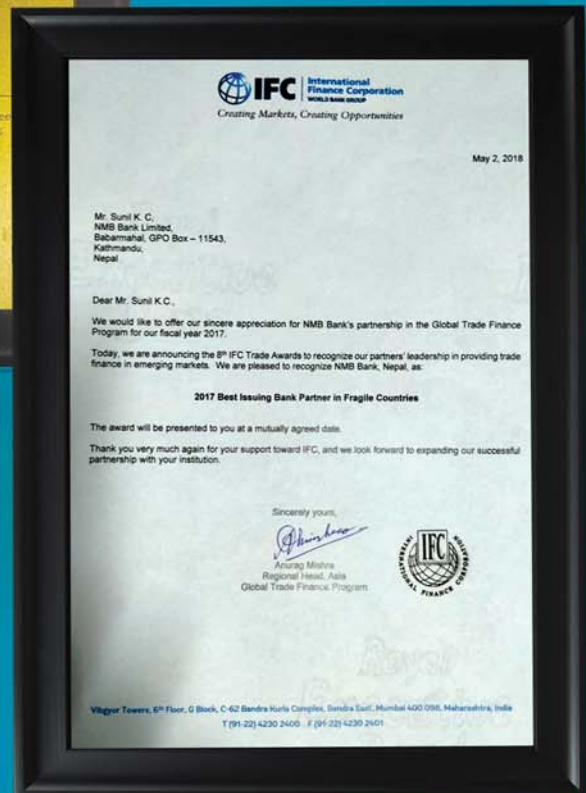 IFC
International
Finance Corporation
WORLD BANK GROUP
Creating Markets, Creating Opportunities
May 2, 2018
Mr. Sunil K. C,
NMB Bank Limited,
Babarmahal, GPO Box – 11543,
Kathmandu,
Nepal
Dear Mr. Sunil K.C.,
We would like to offer our sincere appreciation for NMB Bank's partnership in the Global Trade Finance
Program for our fiscal year 2017.
Today, we are announcing the 8th IFC Trade Awards to recognize our partners' leadership in providing trade
finance in emerging markets. We are pleased to recognize NMB Bank, Nepal, as:
2017 Best Issuing Bank Partner in Fragile Countries
The award will be presented to you at a mutually agreed date.
Thank you very much again for your support toward IFC, and we look forward to expanding our successful
partnership with your institution.
Sincerely yours,
Anurag Mishra
Regional Head, Asia
Global Trade Finance Program
IFC
INTERNATIONAL FINANCE CORPORATION
Vibgyor Towers, 6th Floor, G Block, C-62 Bandra Kurla Complex, Bandra East, Mumbai 400 098, Maharashtra, India
T (91-22) 4230 2400 F (91-22) 4230 2401